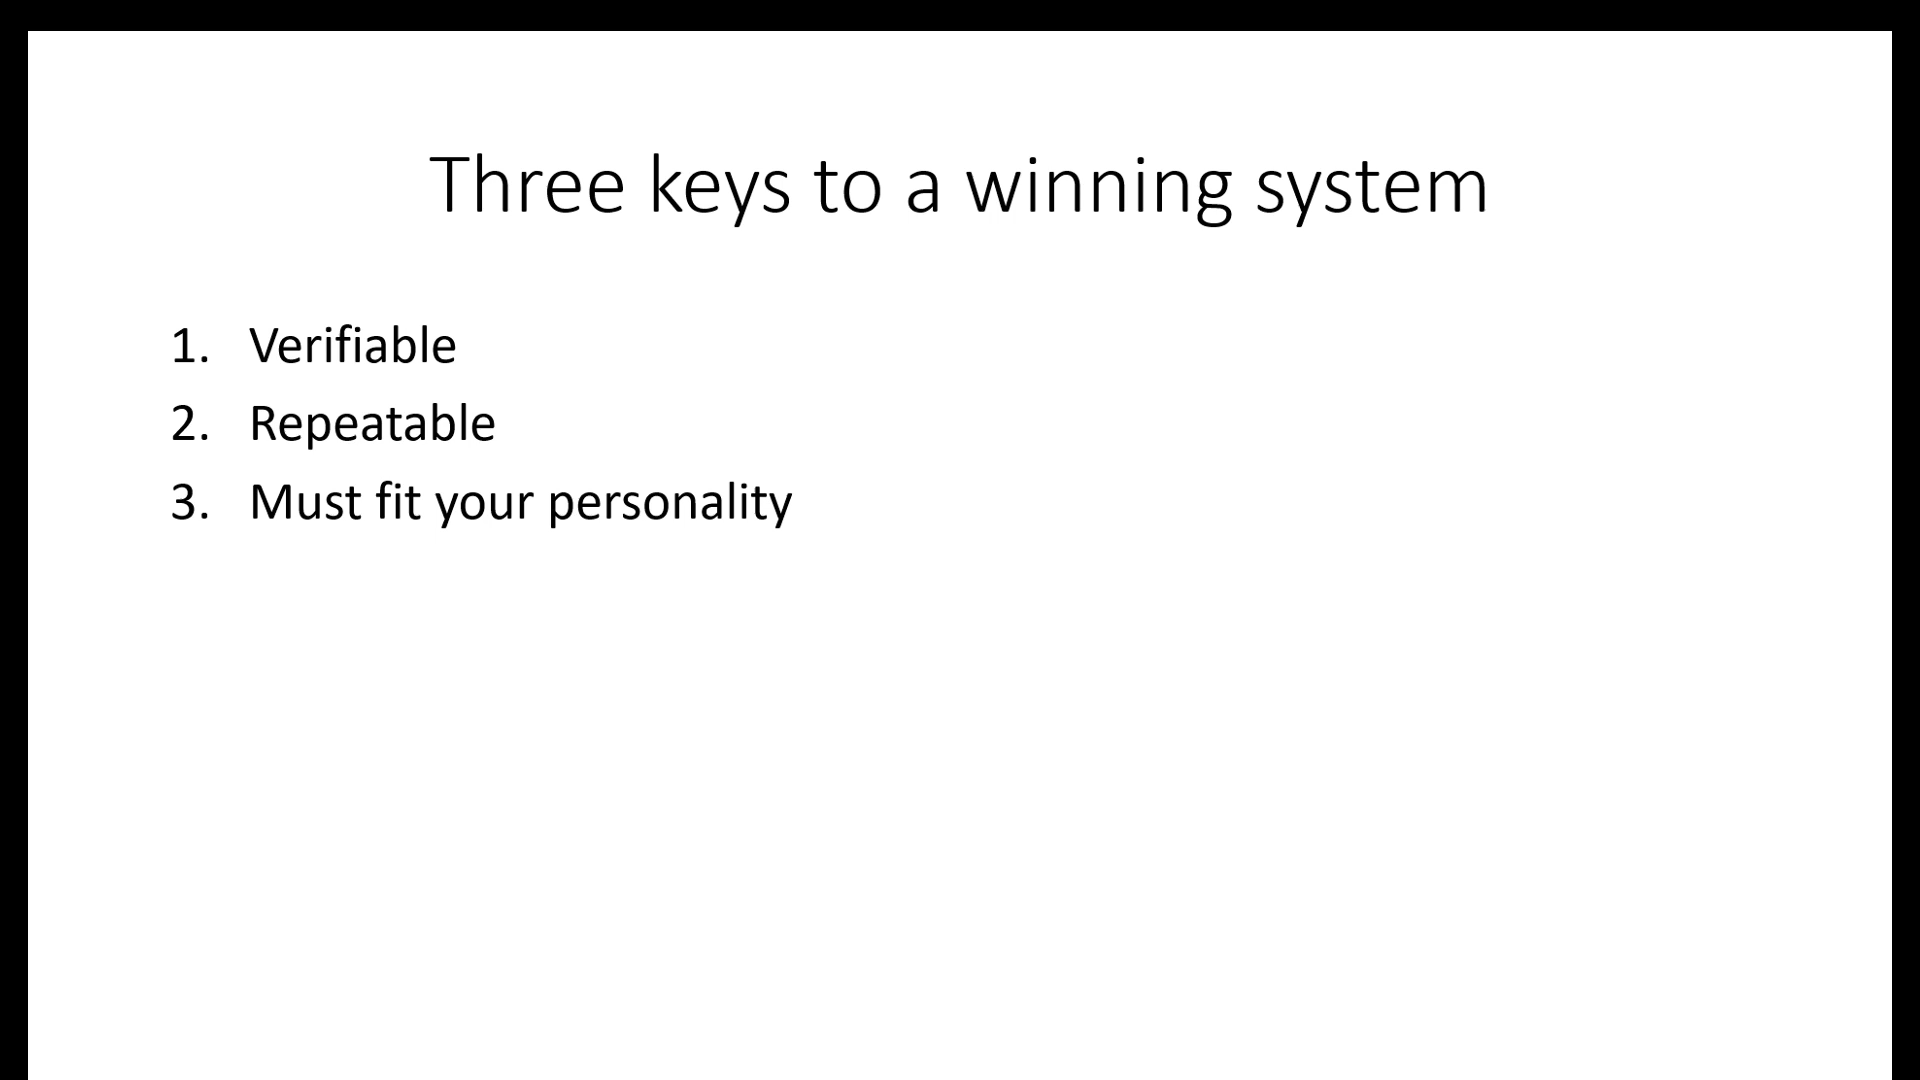 Three keys to a winning system
1. Verifiable
2. Repeatable
3. Must fit your personality